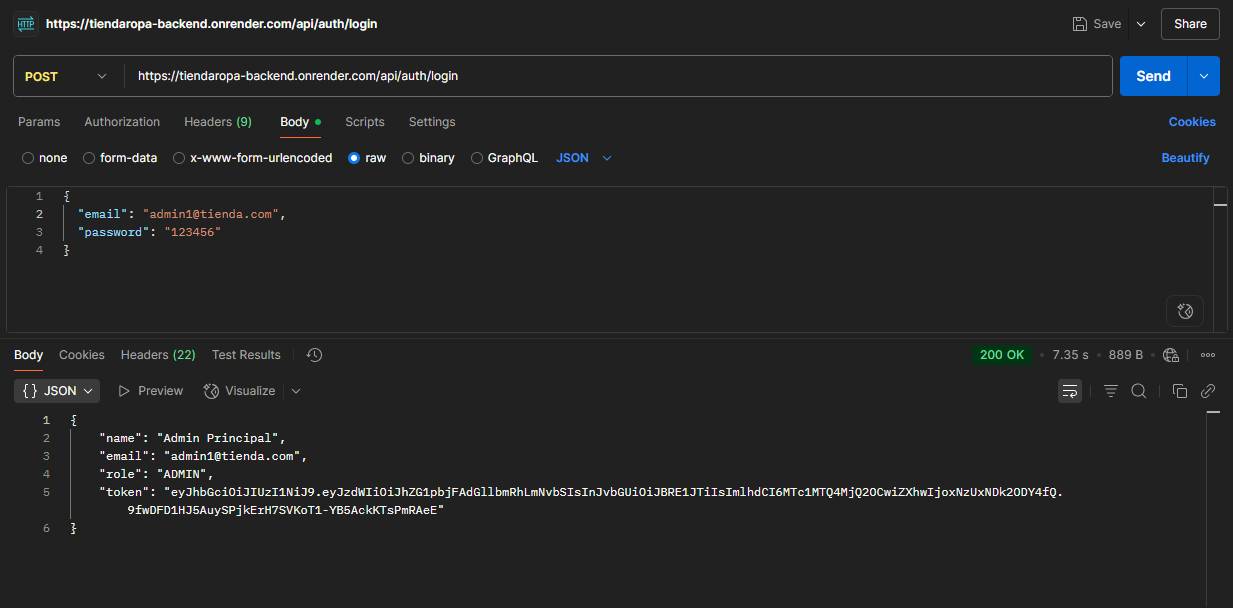 HTTP https://tiendaropa-backend.onrender.com/api/auth/login Save Share
POST https://tiendaropa-backend.onrender.com/api/auth/login Send
Params Authorization Headers (9) Body Scripts Settings Cookies
none form-data x-www-form-urlencoded raw binary GraphQL JSON Beautify
1 {
2 "email": "admin1@tienda.com",
3 "password": "123456"
4 }
Body Cookies Headers (22) Test Results 200 OK • 7.35 s • 889 B •
{} JSON Preview Visualize
1 {
2 "name": "Admin Principal",
3 "email": "admin1@tienda.com",
4 "role": "ADMIN",
5 "token": "eyJhbGciOiJIUzI1NiJ9.eyJzdWIiOiJhZG1pbjFAdGllbmRhLmNvbSIsInJvbGUiOiJBRE1JTiIsImlhdCI6MTc1MTQ4MjQ2OCwiZXhwIjoxNzUxNDk2ODY4fQ.
9fwDFD1HJ5AuySPjkErH7SVKoT1-YB5AckKTsPmRAeE"
6 }